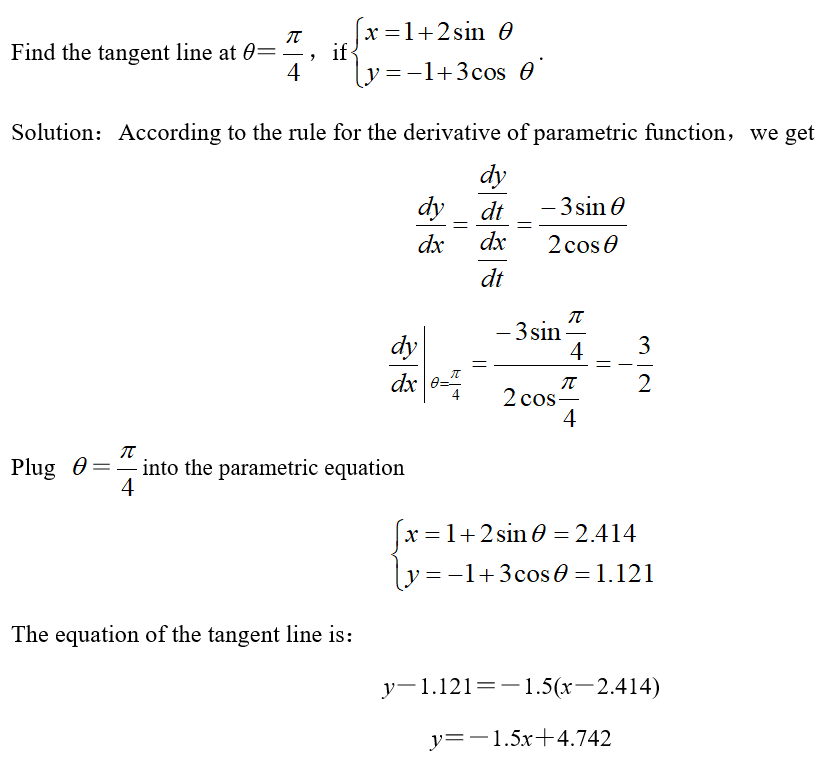 Find the tangent line at θ=π/4, if {x=1+2sin θ
y=−1+3cos θ.
Solution: According to the rule for the derivative of parametric function, we get
dy/dx = (dy/dt)/(dx/dt) = (−3sin θ)/(2cos θ)
dy/dx|θ=π/4 = (−3sin π/4)/(2cos π/4) = −3/2
Plug θ=π/4 into the parametric equation
{x=1+2sin θ=2.414
y=−1+3cos θ=1.121
The equation of the tangent line is:
y−1.121=−1.5(x−2.414)
y=−1.5x+4.742